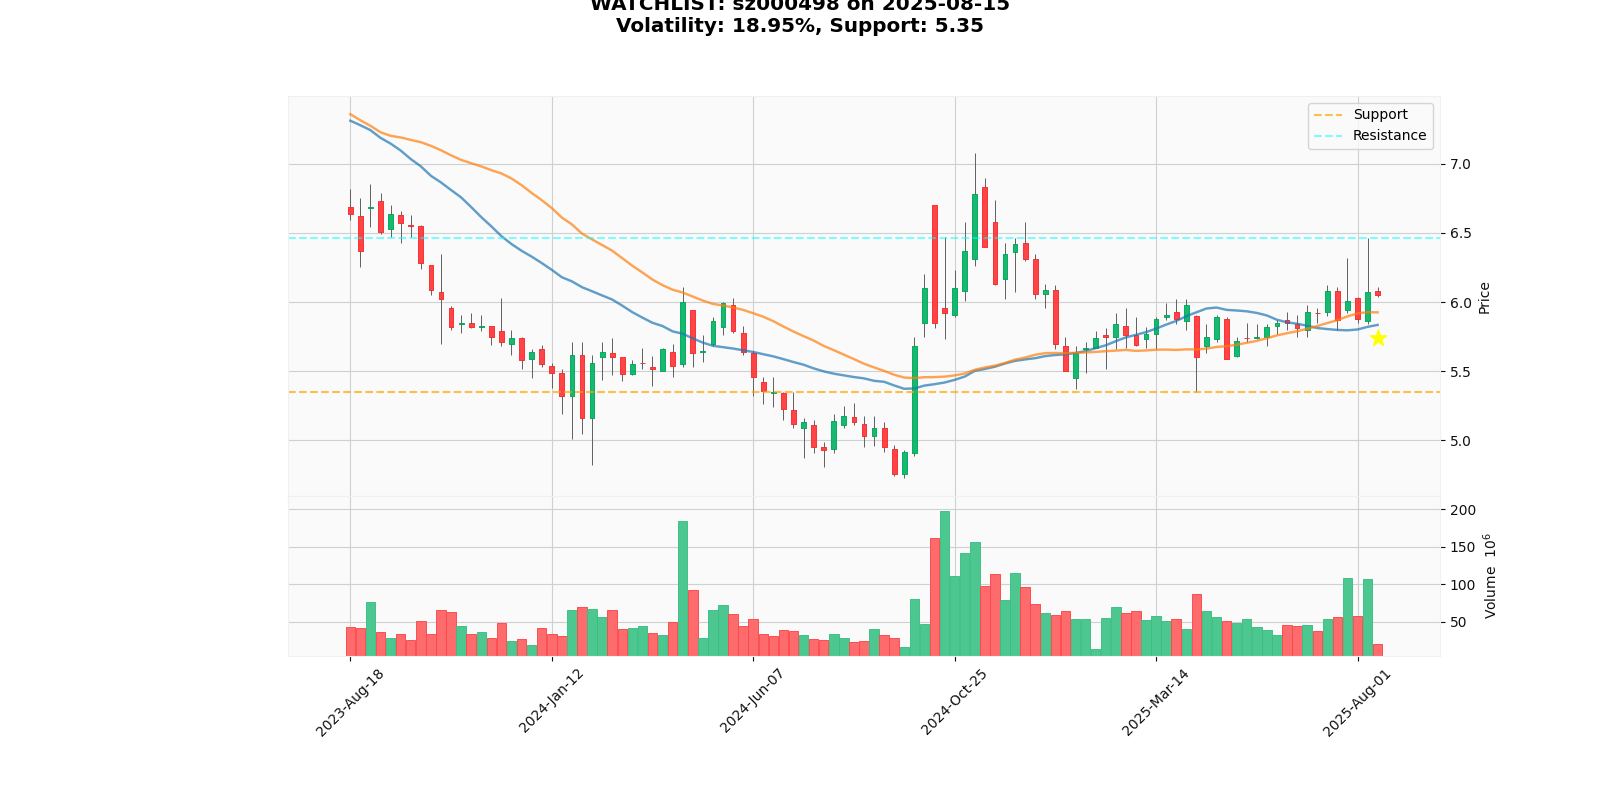 WATCHLIST: sz000498 on 2025-08-15
Volatility: 18.95%, Support: 5.35
Support
Resistance
7.0
6.5
6.0
5.5
5.0
Price
200
150
100
50
Volume 10^6
2023-Aug-18
2024-Jan-12
2024-Jun-07
2024-Oct-25
2025-Mar-14
2025-Aug-01